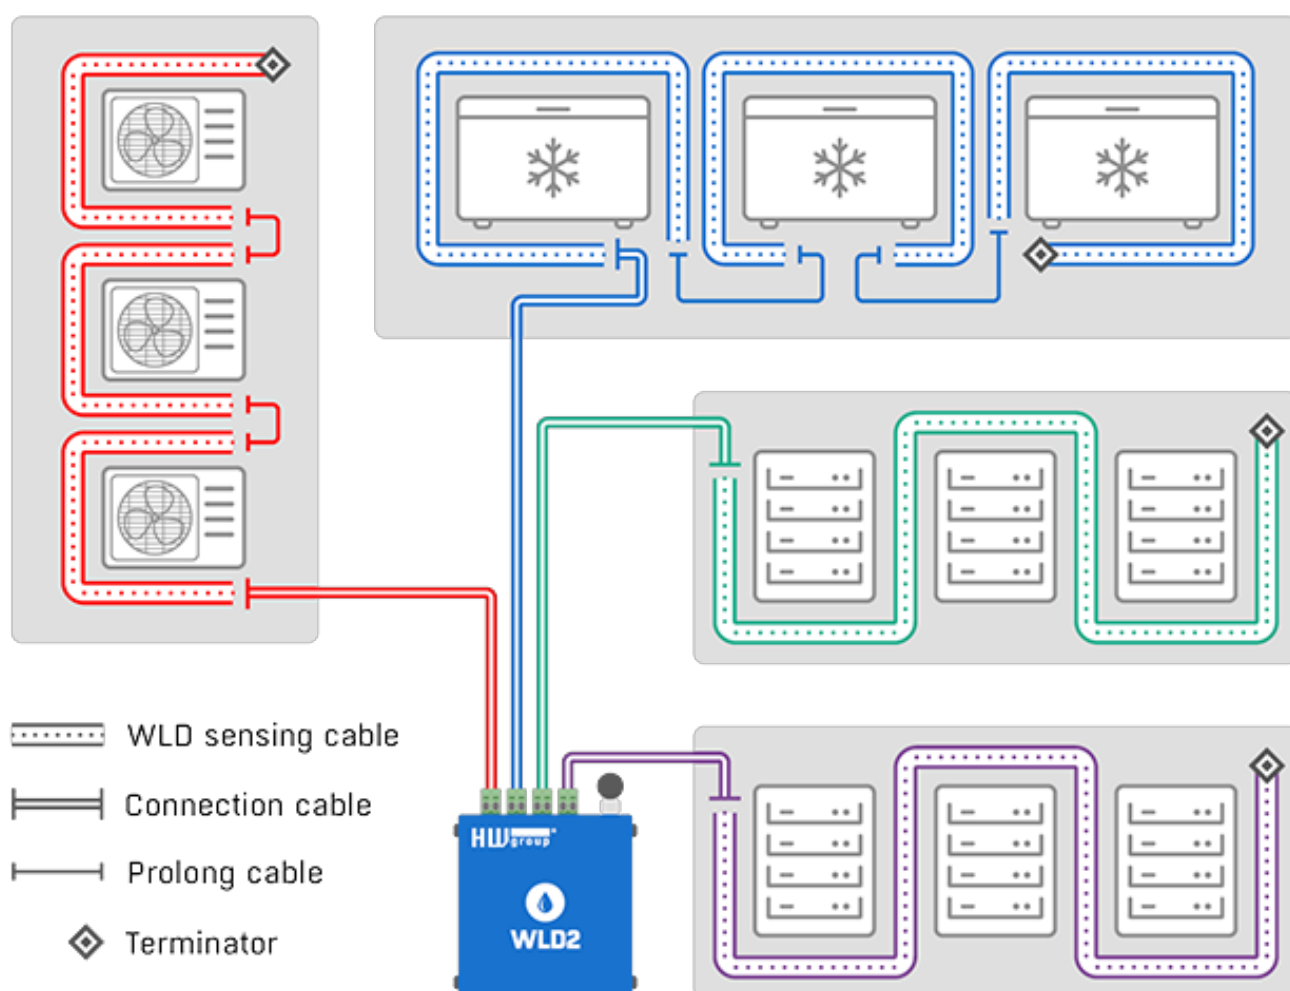 WLD sensing cable
Connection cable
Prolong cable
Terminator
HW group
WLD2